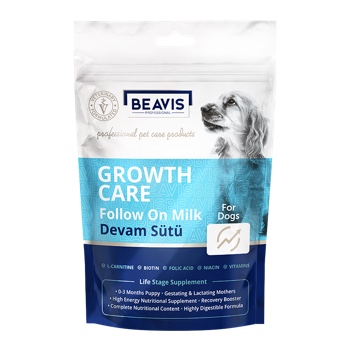 VETERINARY
FORMULATED
BEAVIS
PROFESSIONAL
professional pet care products
GROWTH
CARE
Follow On Milk
Devam Sütü
For
Dogs
L-CARNITINE • BIOTIN • FOLIC ACID • NIACIN • VITAMINS
Life Stage Supplement
• 0-3 Months Puppy • Gestating & Lactating Mothers
• High Energy Nutritional Supplement • Recovery Booster
• Complete Nutritional Content • Highly Digestible Formula